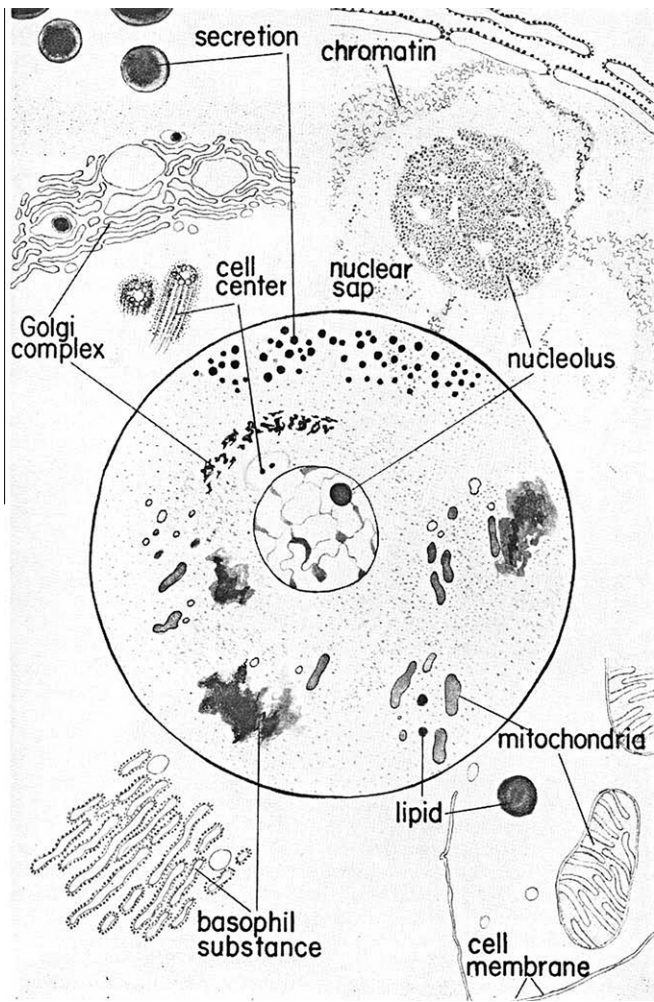 secretion
chromatin
cell
center
nuclear
sap
Golgi
complex
nucleolus
mitochondria
lipid
basophil
substance
cell
membrane